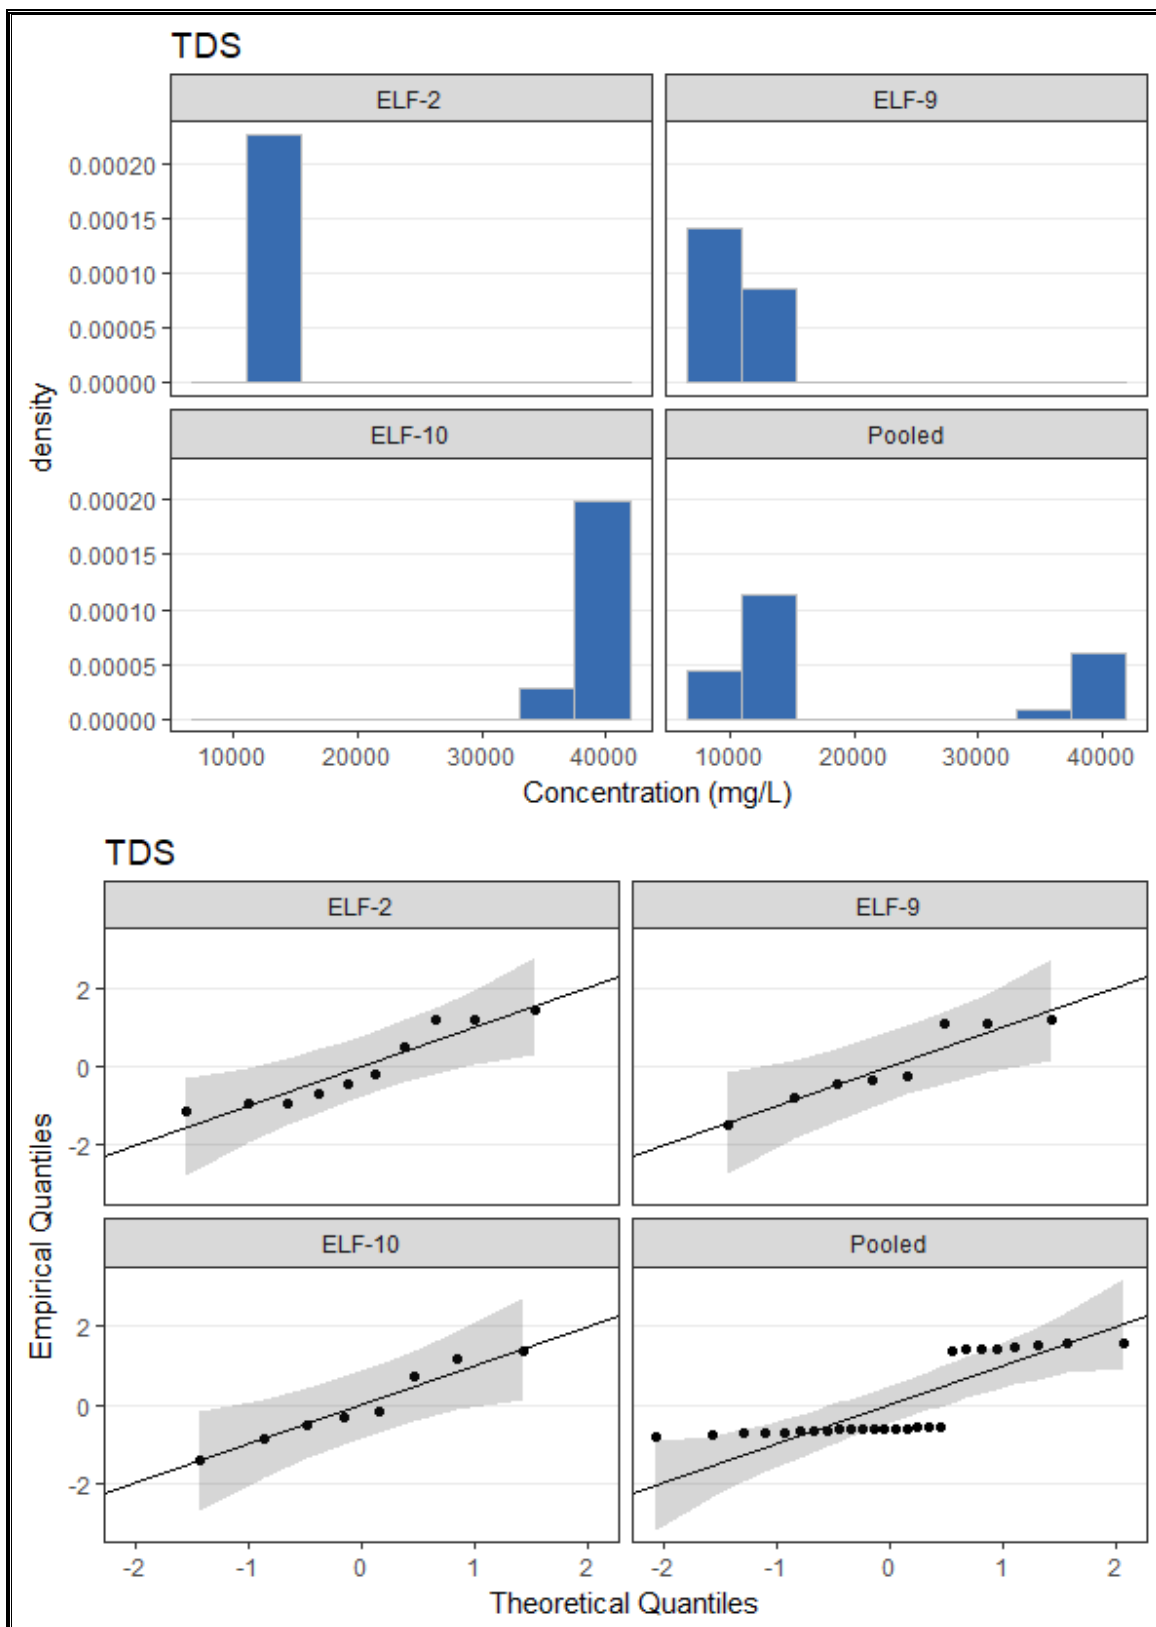 TDS
ELF-2 ELF-9
0.00020
0.00015
0.00010
0.00005
0.00000
density
ELF-10 Pooled
0.00020
0.00015
0.00010
0.00005
0.00000
10000 20000 30000 40000 10000 20000 30000 40000
Concentration (mg/L)
TDS
ELF-2 ELF-9
2
0
-2
Empirical Quantiles
ELF-10 Pooled
2
0
-2
-2 -1 0 1 2 -2 -1 0 1 2
Theoretical Quantiles